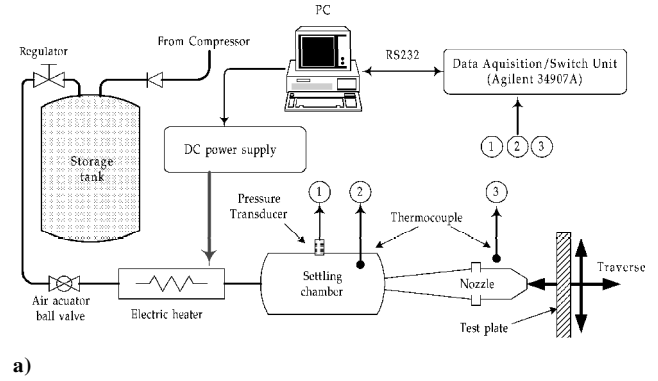 PC
Regulator
From Compressor
RS232
Data Aquisition/Switch Unit
(Agilent 34907A)
1 2 3
DC power supply
Storage
tank
Pressure
Transducer
1
2
3
Thermocouple
Traverse
Settling
chamber
Nozzle
Air acuator
ball valve
Electric heater
Test plate
a)